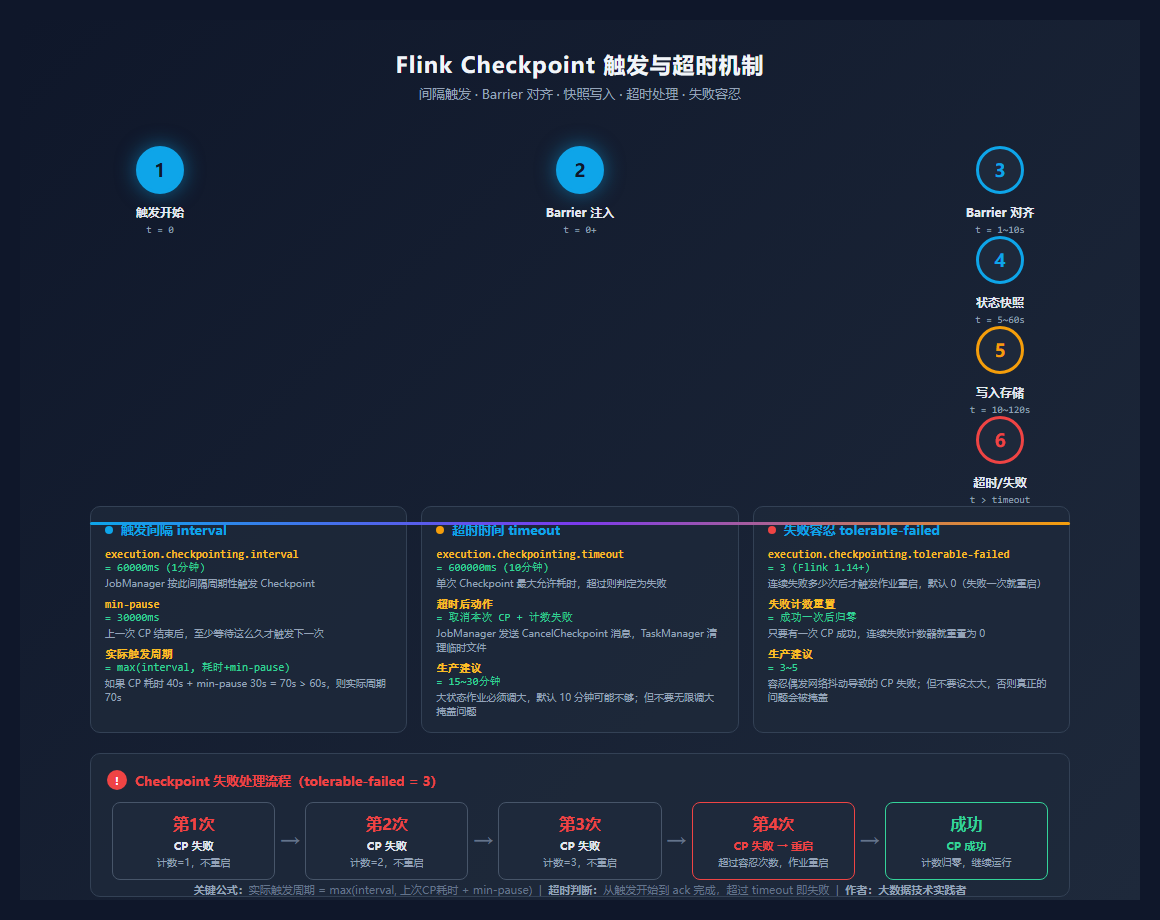 Flink Checkpoint 触发与超时机制
间隔触发 · Barrier 对齐 · 快照写入 · 超时处理 · 失败容忍
1
触发开始
t = 0
2
Barrier 注入
t = 0+
3
Barrier 对齐
t = 1~10s
4
状态快照
t = 5~60s
5
写入存储
t = 10~120s
6
超时/失败
t > timeout
触发间隔 interval
execution.checkpointing.interval
= 60000ms (1分钟)
JobManager 按此间隔周期性触发 Checkpoint
min-pause
= 30000ms
上一次 CP 结束后，至少等待这么久才触发下一次
实际触发周期
= max(interval, 耗时+min-pause)
如果 CP 耗时 40s + min-pause 30s = 70s > 60s，则实际周期
70s
超时时间 timeout
execution.checkpointing.timeout
= 600000ms (10分钟)
单次 Checkpoint 最大允许耗时，超过则判定为失败
超时后动作
= 取消本次 CP + 计数失败
JobManager 发送 CancelCheckpoint 消息，TaskManager 清
理临时文件
生产建议
= 15~30分钟
大状态作业必须调大，默认 10 分钟可能不够；但不要无限调大
掩盖问题
失败容忍 tolerable-failed
execution.checkpointing.tolerable-failed
= 3 (Flink 1.14+)
连续失败多少次后才触发作业重启，默认 0（失败一次就重启）
失败计数重置
= 成功一次后归零
只要有一次 CP 成功，连续失败计数器就重置为 0
生产建议
= 3~5
容忍偶发网络抖动导致的 CP 失败；但不要设太大，否则真正的
问题会被掩盖
! Checkpoint 失败处理流程（tolerable-failed = 3）
第1次
CP 失败
计数=1，不重启
→
第2次
CP 失败
计数=2，不重启
→
第3次
CP 失败
计数=3，不重启
→
第4次
CP 失败 → 重启
超过容忍次数，作业重启
→
成功
CP 成功
计数归零，继续运行
关键公式：实际触发周期 = max(interval, 上次CP耗时 + min-pause) | 超时判断：从触发开始到 ack 完成，超过 timeout 即失败 | 作者：大数据技术实践者